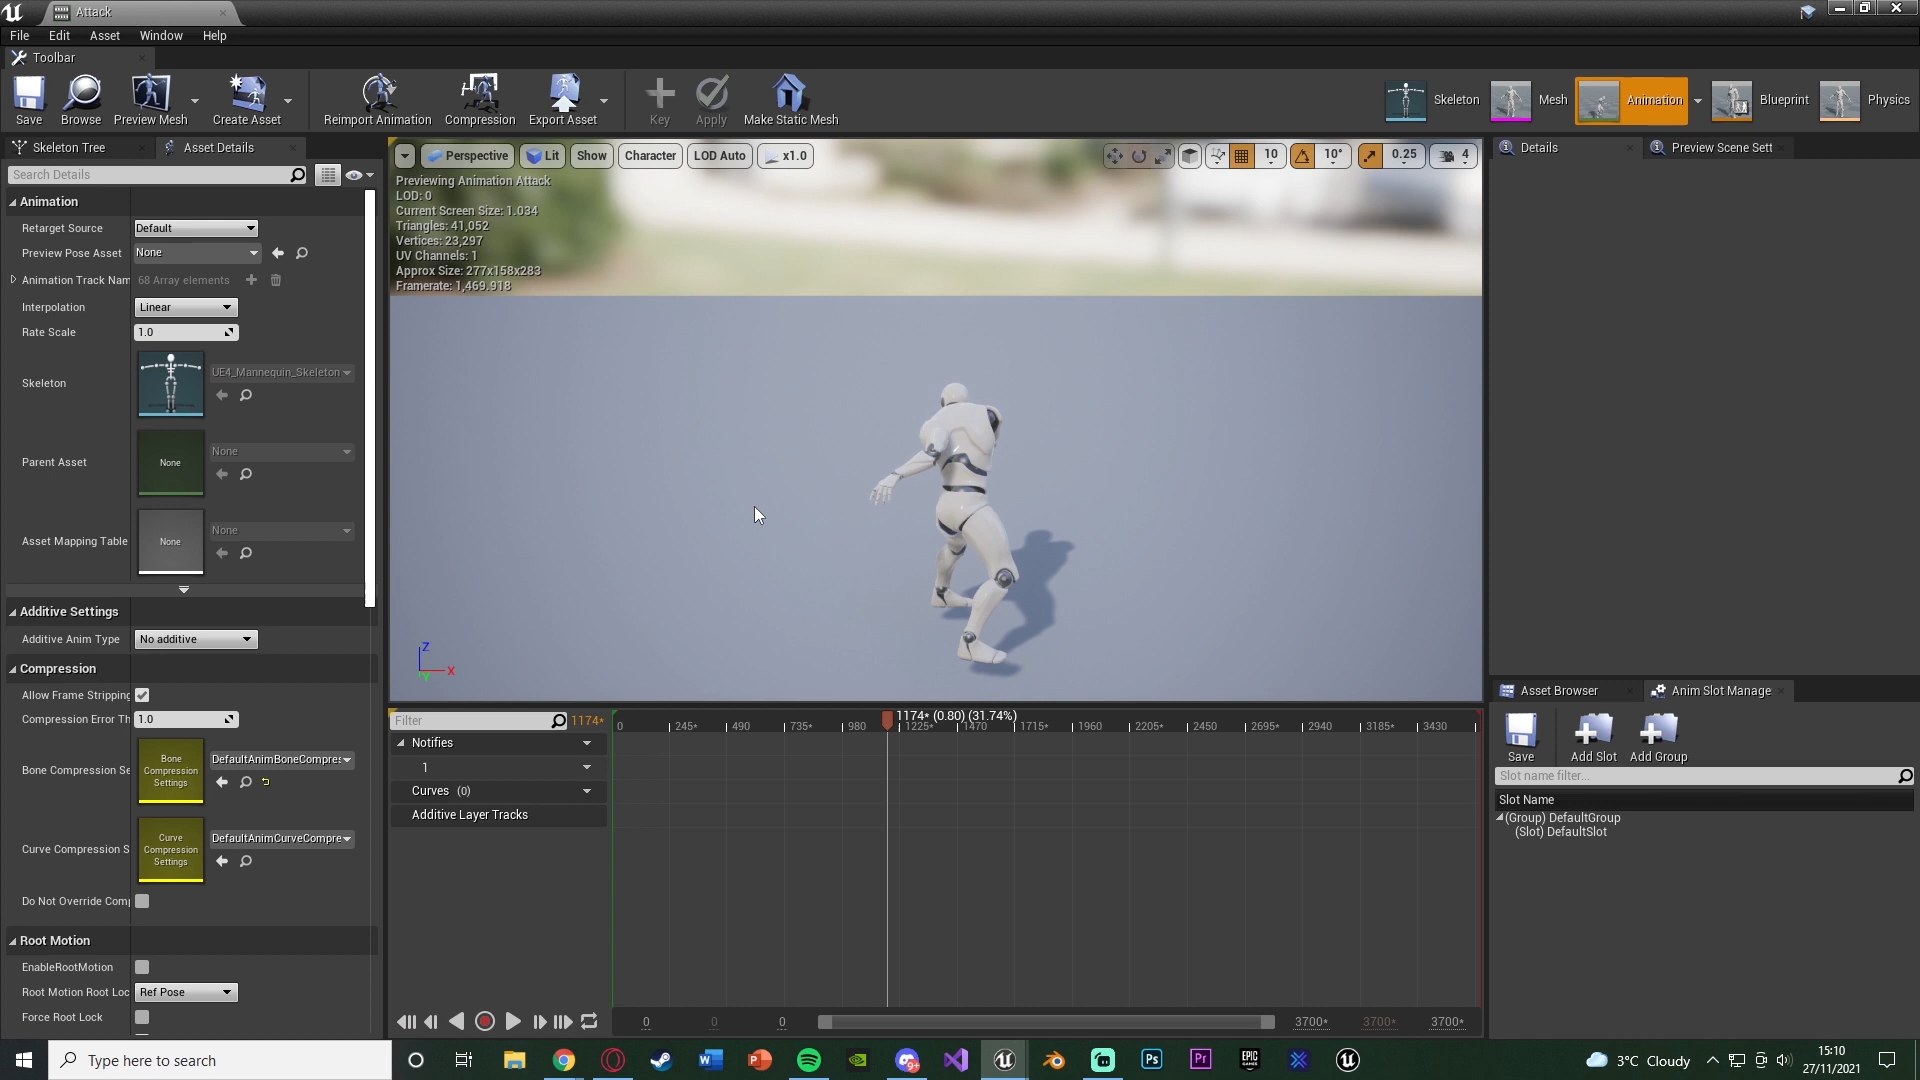 Attack
File Edit Asset Window Help
Toolbar
Save Browse Preview Mesh Create Asset Reimport Animation Compression Export Asset Key Apply Make Static Mesh
Skeleton Mesh Animation Blueprint Physics
Skeleton Tree Asset Details
Search Details
Animation
Retarget Source Default
Preview Pose Asset None
Animation Track Nam 68 Array elements
Interpolation Linear
Rate Scale 1.0
Skeleton UE4_Mannequin_Skeleton
Parent Asset None None
Asset Mapping Table None None
Additive Settings
Additive Anim Type No additive
Compression
Allow Frame Stripping
Compression Error Th 1.0
Bone Compression Se Bone Compression Settings DefaultAnimBoneCompres
Curve Compression S Curve Compression Settings DefaultAnimCurveCompre
Do Not Override Comp
Root Motion
EnableRootMotion
Root Motion Root Loc Ref Pose
Force Root Lock
Perspective Lit Show Character LOD Auto x1.0
10 10° 0.25 4
Previewing Animation Attack
LOD: 0
Current Screen Size: 1.034
Triangles: 41,052
Vertices: 23,297
UV Channels: 1
Approx Size: 277x158x283
Framerate: 1,469.918
Z
X
Y
Filter 1174*
1174* (0.80) (31.74%)
0 245* 490 735* 980 1225* 1470 1715* 1960 2205* 2450 2695* 2940 3185* 3430
Notifies
1
Curves (0)
Additive Layer Tracks
0 0 0 3700* 3700* 3700*
Details Preview Scene Sett
Asset Browser Anim Slot Manage
Save Add Slot Add Group
Slot name filter...
Slot Name
(Group) DefaultGroup
(Slot) DefaultSlot
Type here to search
9+
W P Ps Pr EPIC GAMES
3°C Cloudy
15:10
27/11/2021